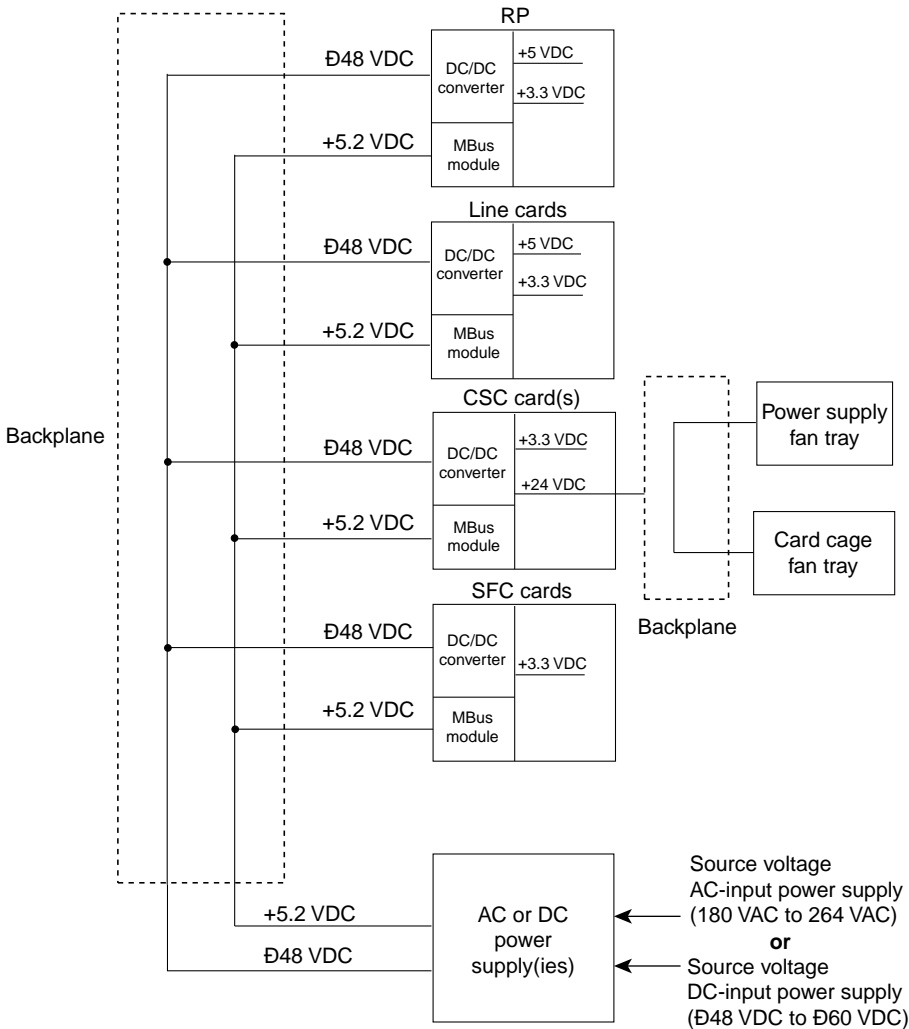 RP
Ð48 VDC
DC/DC
converter
+5 VDC
+3.3 VDC
+5.2 VDC
MBus
module
Line cards
Ð48 VDC
DC/DC
converter
+5 VDC
+3.3 VDC
+5.2 VDC
MBus
module
CSC card(s)
Backplane
Ð48 VDC
DC/DC
converter
+3.3 VDC
+24 VDC
+5.2 VDC
MBus
module
Power supply
fan tray
Card cage
fan tray
Backplane
SFC cards
Ð48 VDC
DC/DC
converter
+3.3 VDC
+5.2 VDC
MBus
module
+5.2 VDC
Ð48 VDC
AC or DC
power
supply(ies)
Source voltage
AC-input power supply
(180 VAC to 264 VAC)
or
Source voltage
DC-input power supply
(Ð48 VDC to Ð60 VDC)